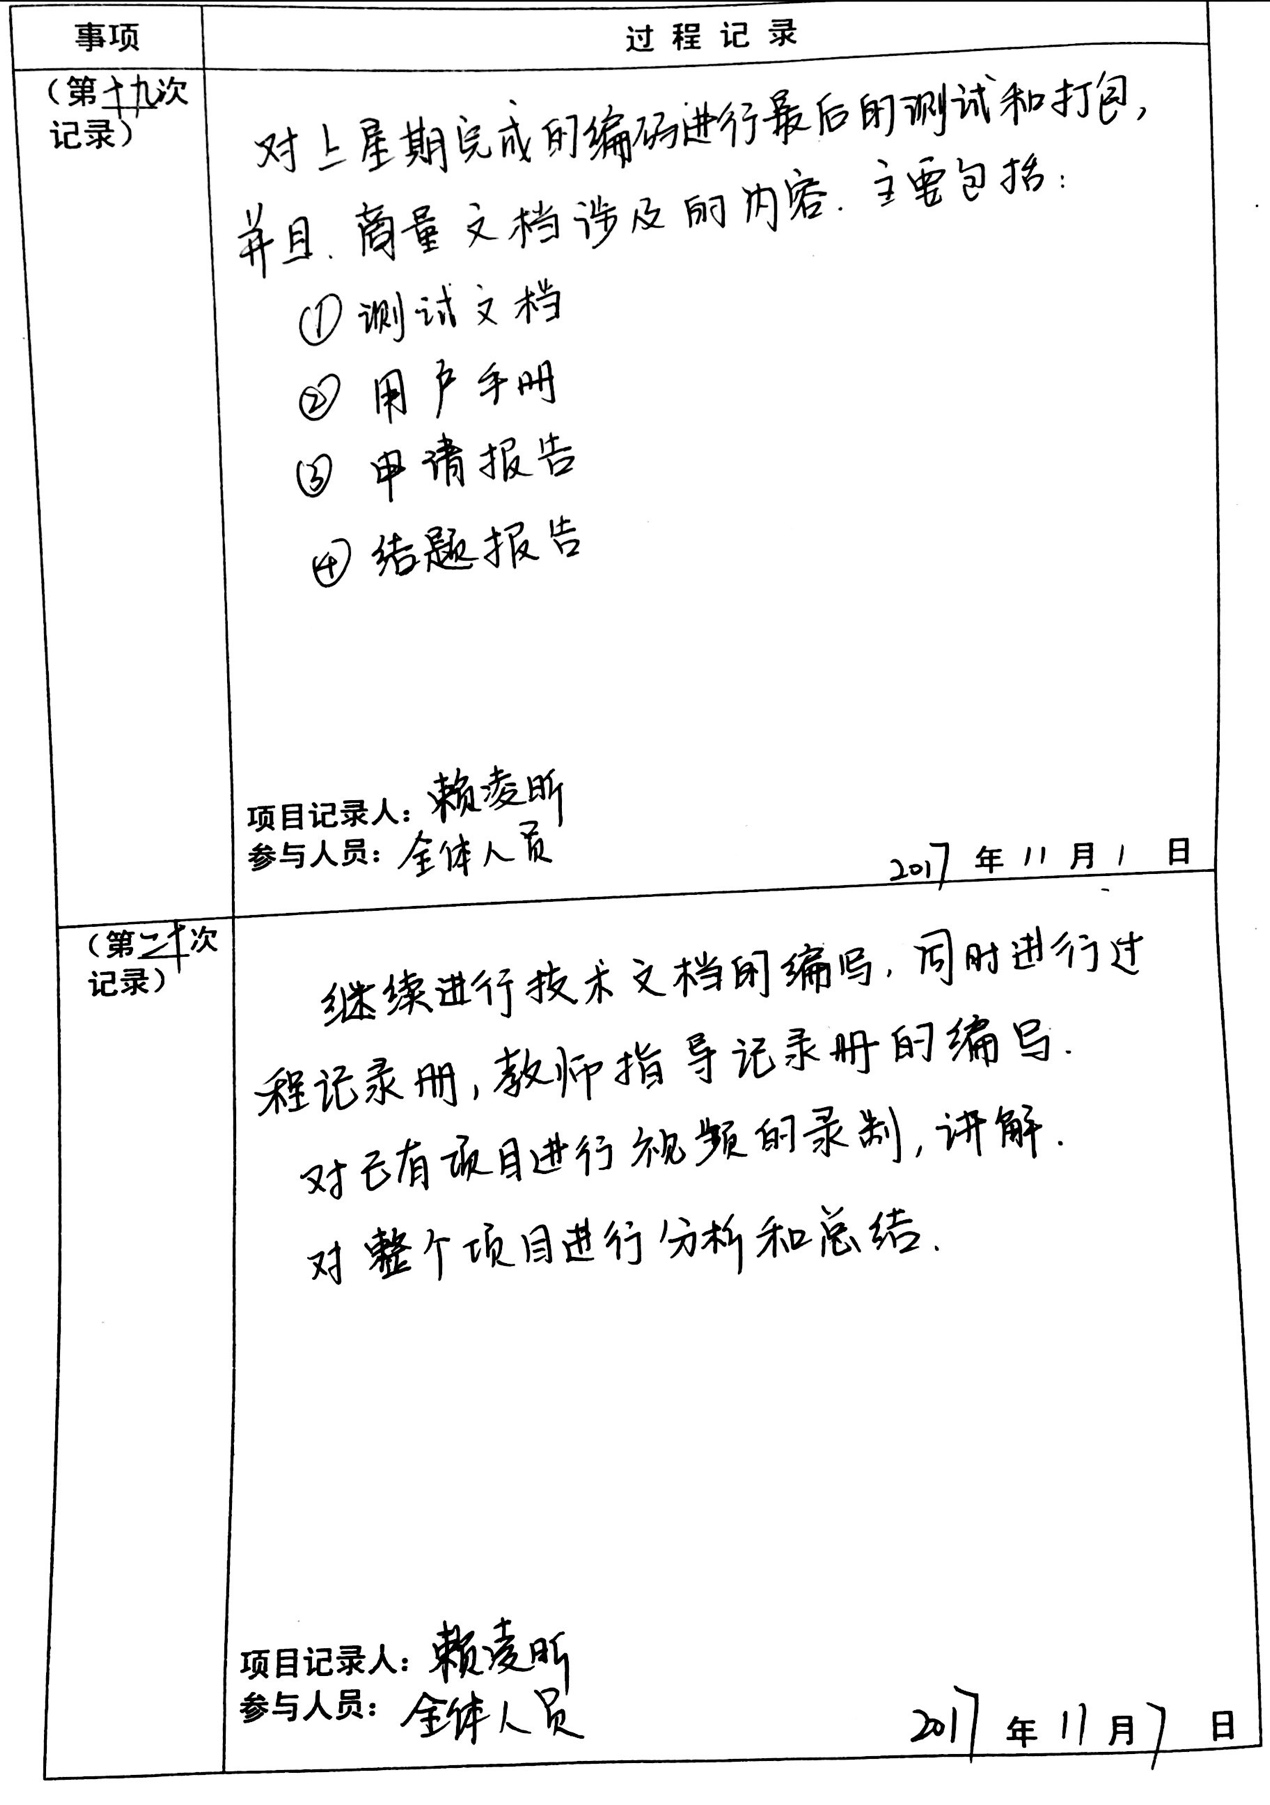 事项
过程记录
(第十九次
记录)
对上星期完成的编码进行最后的测试和打包,
并且.商量文档涉及的内容.主要包括:
①测试文档
②用户手册
③申请报告
④结题报告
项目记录人:赖凌昕
参与人员:全体人员
2017年11月1日
(第二十次
记录)
继续进行技术文档的编写,同时进行过
程记录册,教师指导记录册的编写.
对已有项目进行视频的录制,讲解.
对整个项目进行分析和总结.
项目记录人:赖凌昕
参与人员:全体人员
2017年11月7日